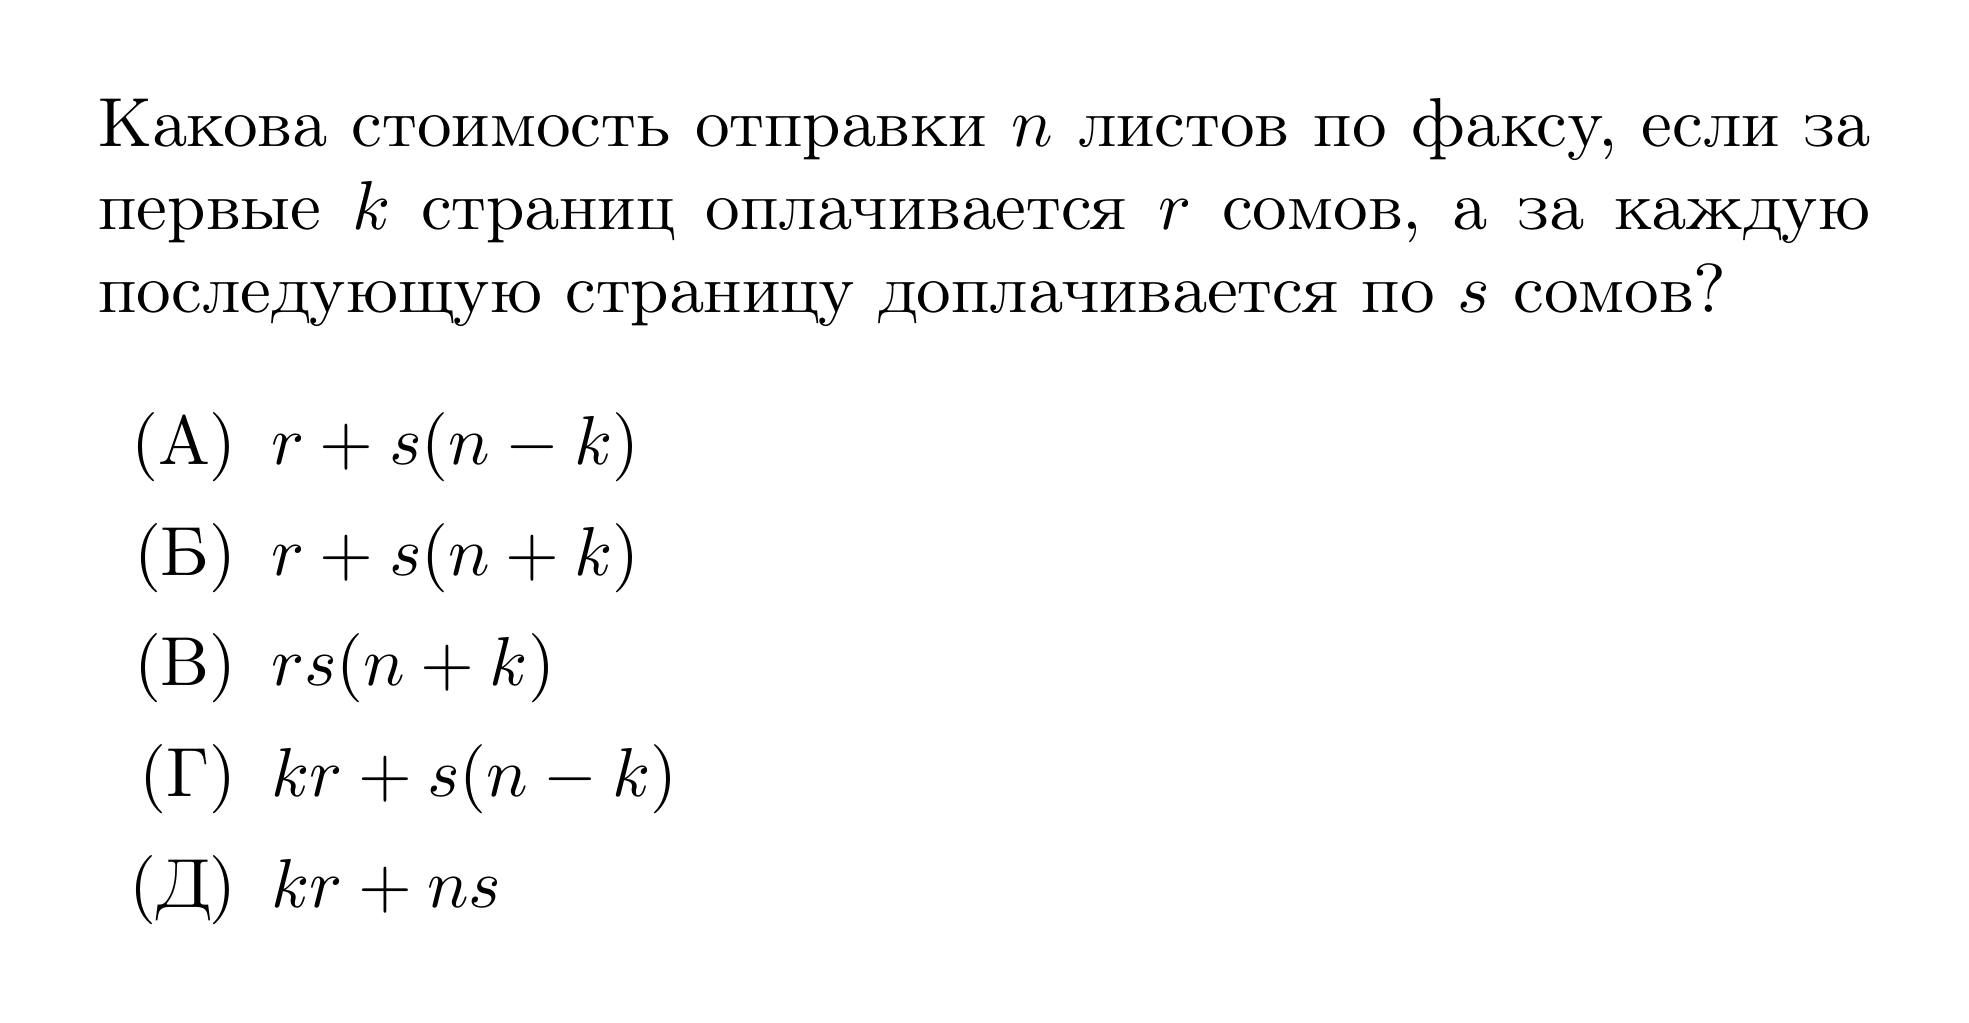 Какова стоимость отправки n листов по факсу, если за
первые k страниц оплачивается r сомов, а за каждую
последующую страницу доплачивается по s сомов?
(А) r + s(n − k)
(Б) r + s(n + k)
(В) rs(n + k)
(Г) kr + s(n − k)
(Д) kr + ns